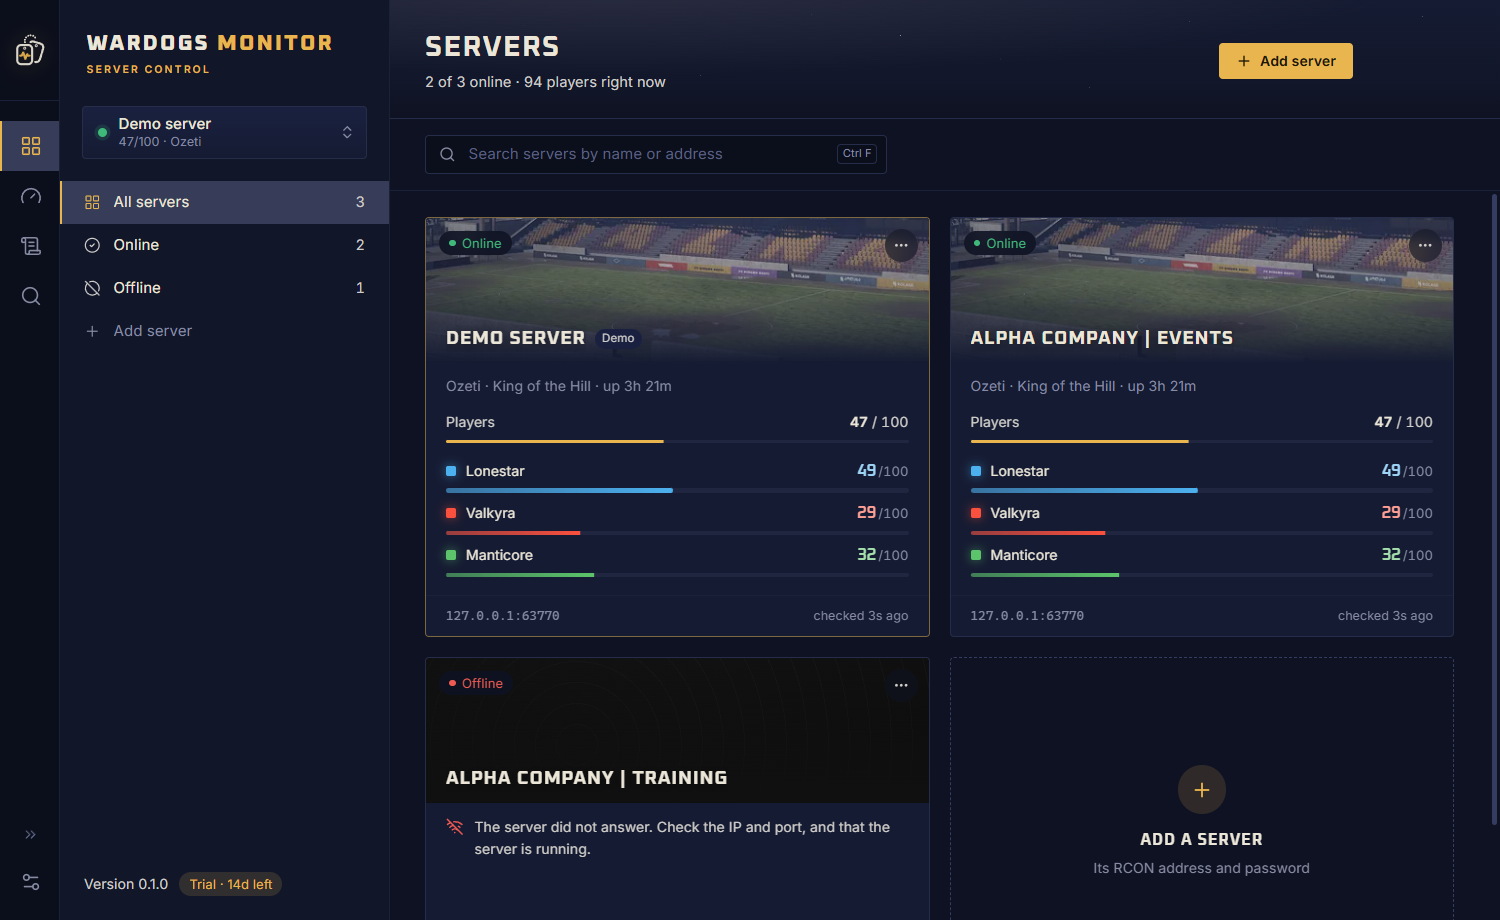 WARDOGS MONITOR
SERVER CONTROL
Demo server
47/100 · Ozeti
All servers 3
Online 2
Offline 1
Add server
Version 0.1.0 Trial · 14d left
SERVERS
2 of 3 online · 94 players right now
Add server
Search servers by name or address Ctrl F
Online
DEMO SERVER Demo
Ozeti · King of the Hill · up 3h 21m
Players 47 / 100
Lonestar 49/100
Valkyra 29/100
Manticore 32/100
127.0.0.1:63770 checked 3s ago
Online
ALPHA COMPANY | EVENTS
Ozeti · King of the Hill · up 3h 21m
Players 47 / 100
Lonestar 49/100
Valkyra 29/100
Manticore 32/100
127.0.0.1:63770 checked 3s ago
Offline
ALPHA COMPANY | TRAINING
The server did not answer. Check the IP and port, and that the
server is running.
ADD A SERVER
Its RCON address and password